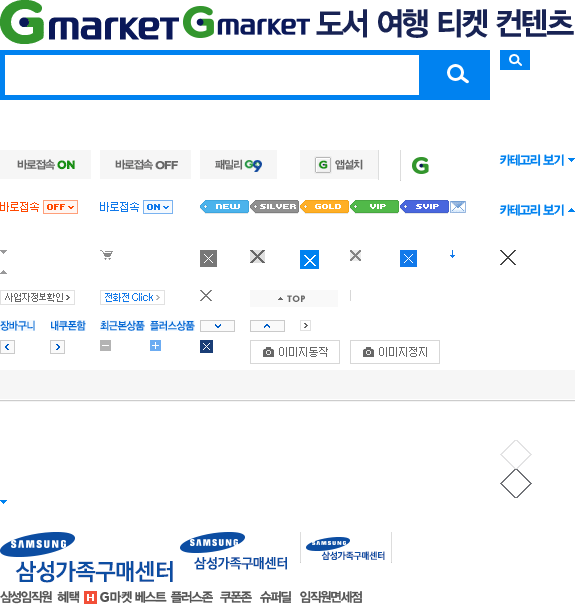 Gmarket Gmarket 도서 여행 티켓 컨텐츠
바로접속 ON 바로접속 OFF 패밀리 G9 G 앱설치 G 카테고리 보기
바로접속 OFF 바로접속 ON NEW SILVER GOLD VIP SVIP 카테고리 보기
사업자정보확인 전화전 Click TOP
장바구니 내쿠폰함 최근본상품 플러스상품
이미지동작 이미지정지
SAMSUNG 삼성가족구매센터 SAMSUNG 삼성가족구매센터 SAMSUNG 삼성가족구매센터
삼성임직원 혜택 H G마켓 베스트 플러스존 쿠폰존 슈퍼딜 임직원면세점